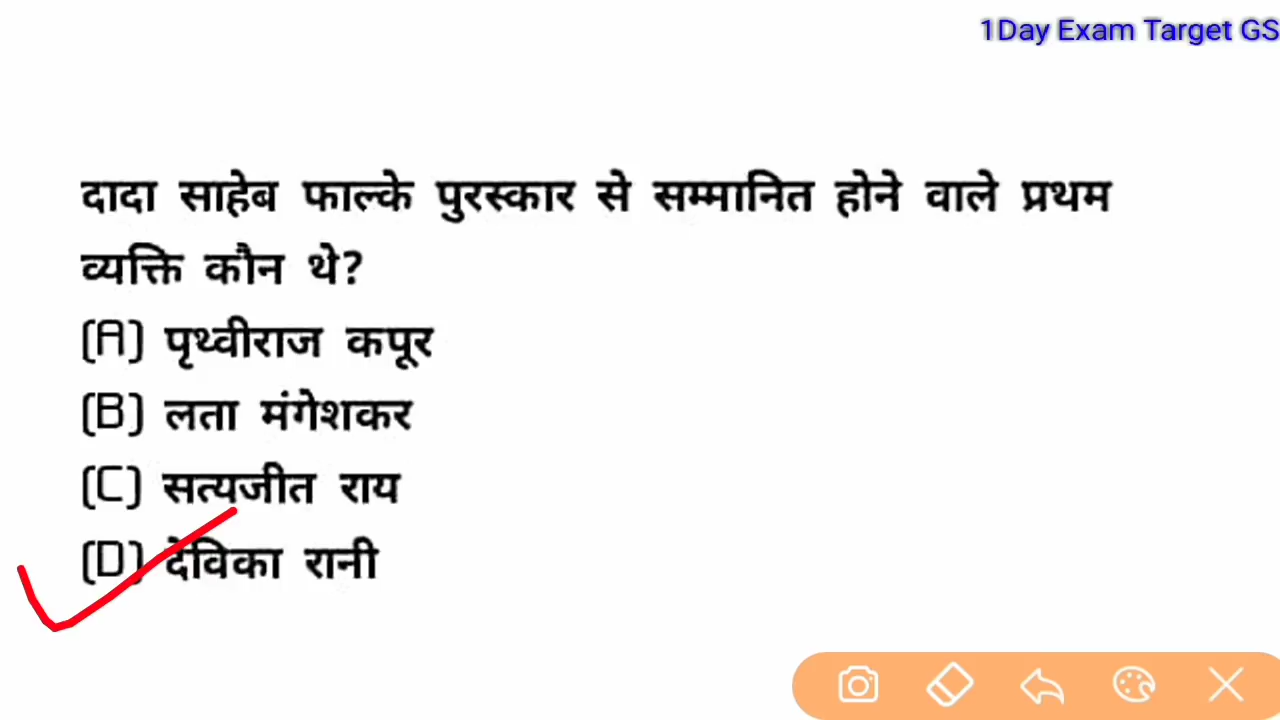 1Day Exam Target GS
दादा साहेब फाल्के पुरस्कार से सम्मानित होने वाले प्रथम
व्यक्ति कौन थे?
(A) पृथ्वीराज कपूर
(B) लता मंगेशकर
(C) सत्यजीत राय
(D) देविका रानी